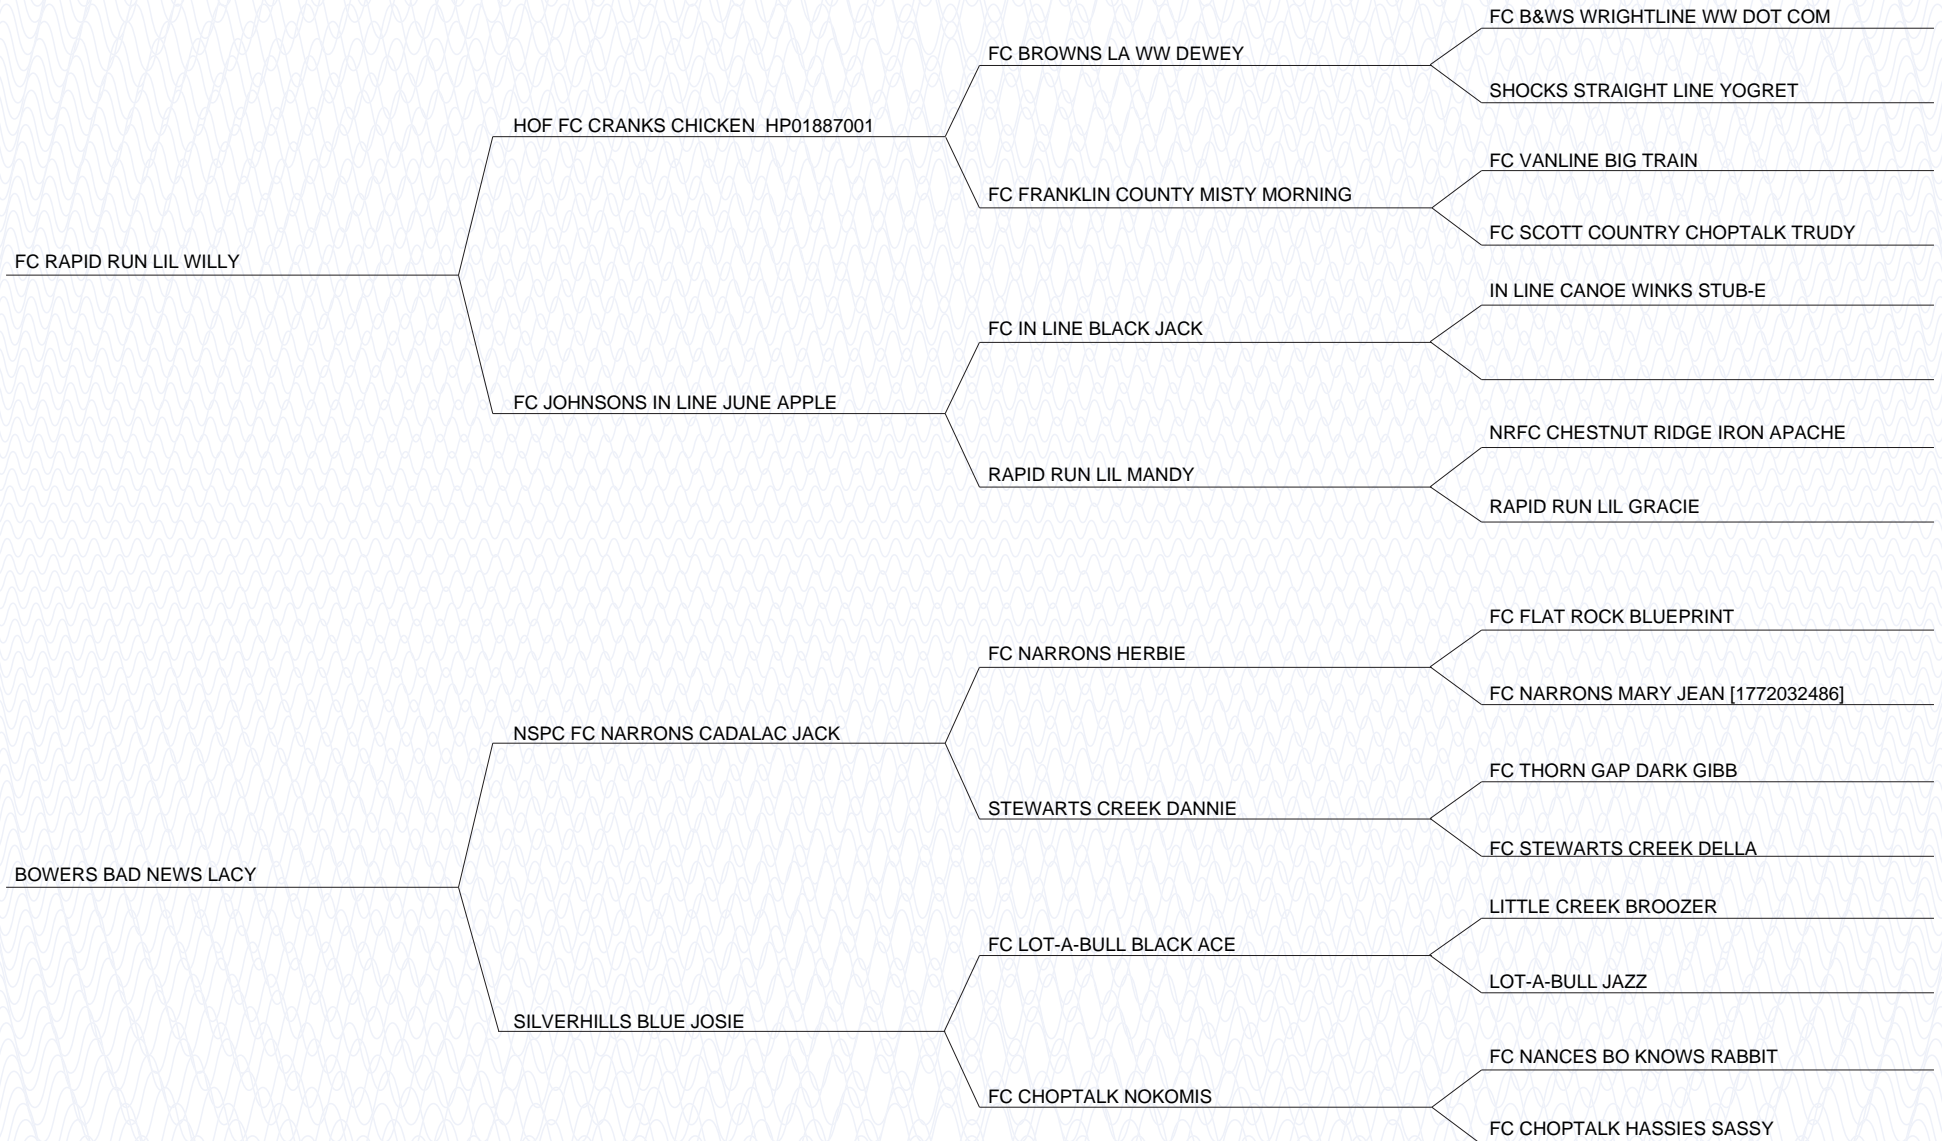 FC B&WS WRIGHTLINE WW DOT COM
FC BROWNS LA WW DEWEY
SHOCKS STRAIGHT LINE YOGRET
HOF FC CRANKS CHICKEN  HP01887001
FC VANLINE BIG TRAIN
FC FRANKLIN COUNTY MISTY MORNING
FC SCOTT COUNTRY CHOPTALK TRUDY
FC RAPID RUN LIL WILLY
IN LINE CANOE WINKS STUB-E
FC IN LINE BLACK JACK
FC JOHNSONS IN LINE JUNE APPLE
NRFC CHESTNUT RIDGE IRON APACHE
RAPID RUN LIL MANDY
RAPID RUN LIL GRACIE
FC FLAT ROCK BLUEPRINT
FC NARRONS HERBIE
FC NARRONS MARY JEAN [1772032486]
NSPC FC NARRONS CADALAC JACK
FC THORN GAP DARK GIBB
STEWARTS CREEK DANNIE
FC STEWARTS CREEK DELLA
BOWERS BAD NEWS LACY
LITTLE CREEK BROOZER
FC LOT-A-BULL BLACK ACE
LOT-A-BULL JAZZ
SILVERHILLS BLUE JOSIE
FC NANCES BO KNOWS RABBIT
FC CHOPTALK NOKOMIS
FC CHOPTALK HASSIES SASSY